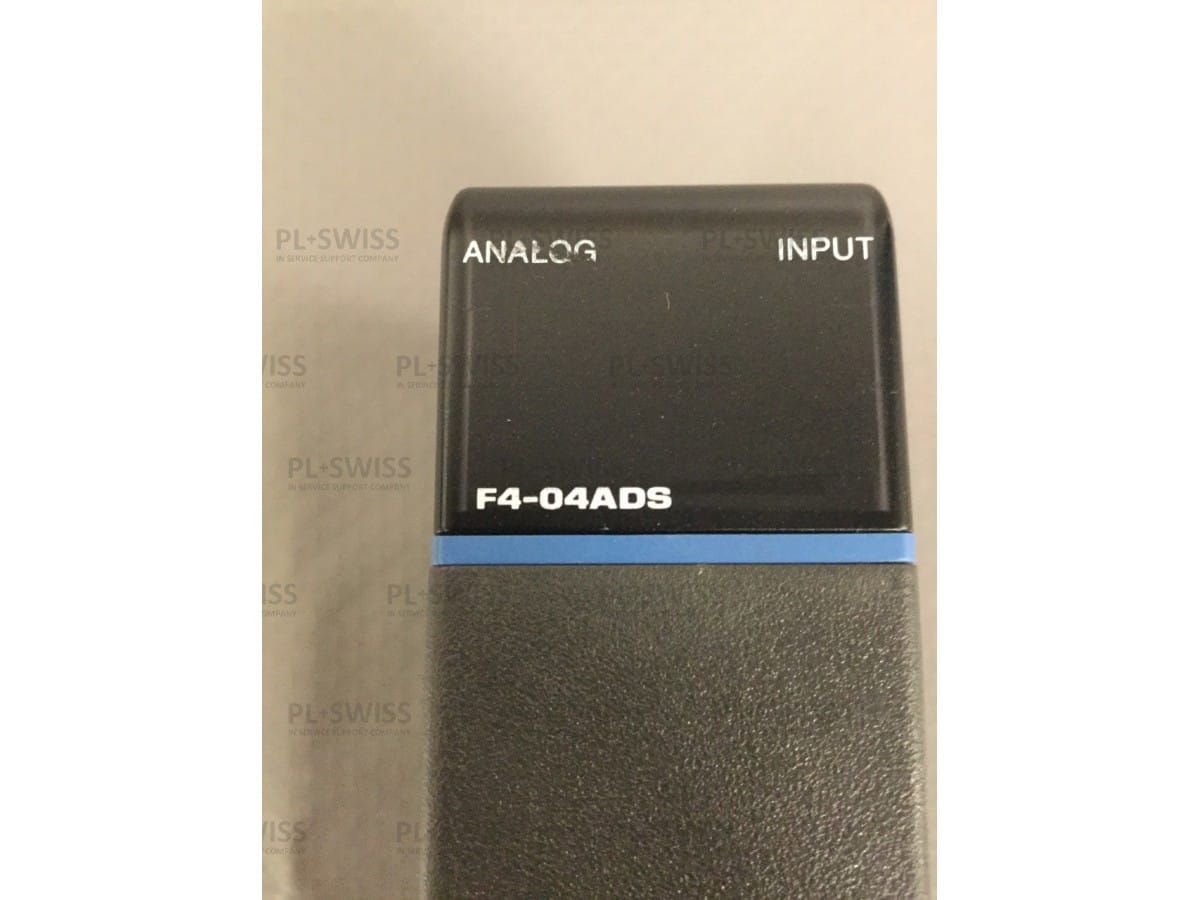 ANALOG INPUT
F4-04ADS
PL+SWISS
IN SERVICE SUPPORT COMPANY